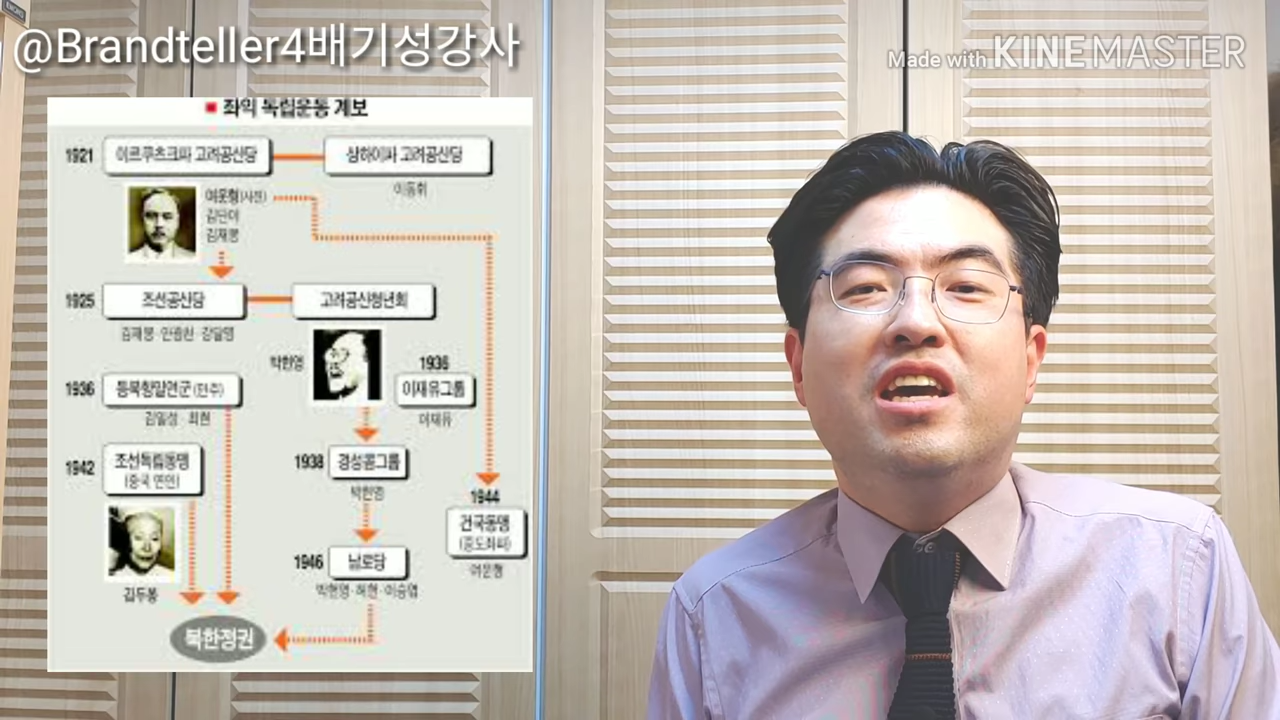 @Brandteller4배기성강사
Made with KINEMASTER
■ 좌익 독립운동 계보
1921 이르쿠츠크파 고려공산당 상하이파 고려공산당
여운형(사진) 이동휘
김단야
김재봉
1925 조선공산당 고려공산청년회
김재봉·안광천·강달영
박헌영 1936
1936 동북항일연군(만주) 이재유그룹
김일성·최현 이재유
1942 조선독립동맹 1938 경성콤그룹
(중국 연안)
박헌영 1944
건국동맹
(중도좌파)
1946 남로당
여운형
김두봉 박헌영·허헌·이승엽
북한정권